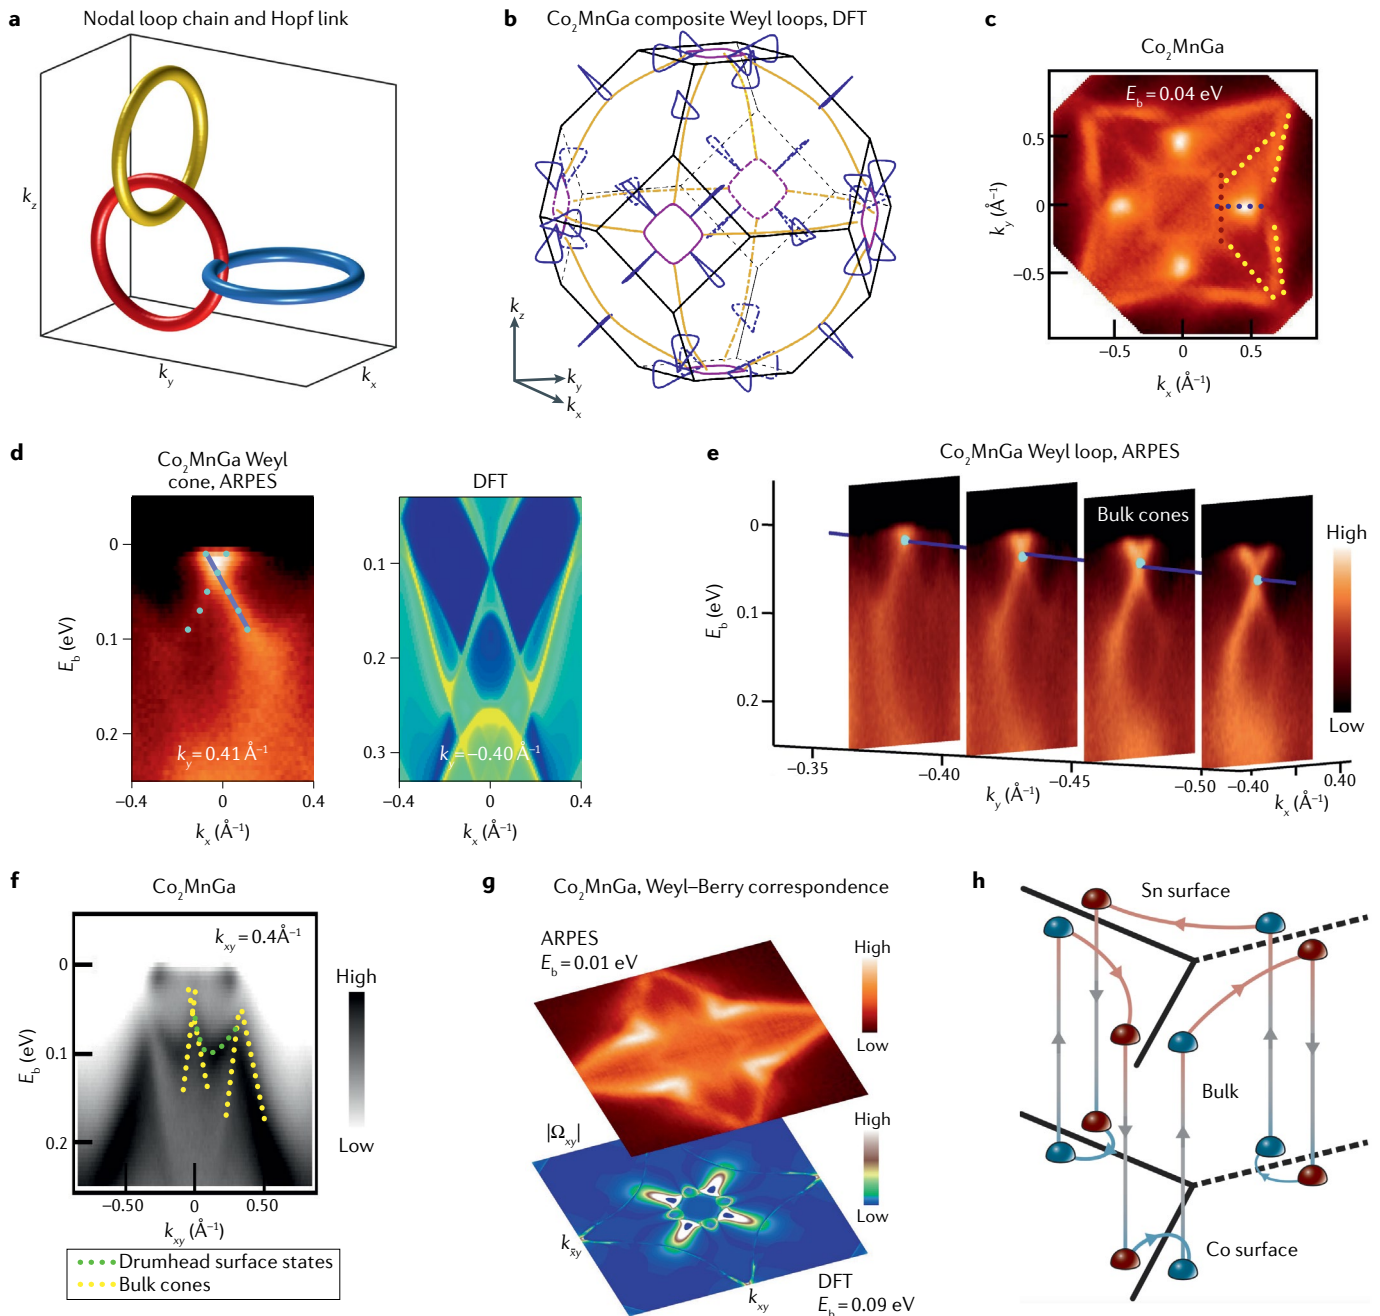 a Nodal loop chain and Hopf link
k_z
k_y
k_x
b Co₂MnGa composite Weyl loops, DFT
k_z
k_y
k_x
c
Co₂MnGa
E_b = 0.04 eV
0.5
0
−0.5
k_y (Å⁻¹)
−0.5 0 0.5
k_x (Å⁻¹)
d
Co₂MnGa Weyl
cone, ARPES
0
0.1
0.2
E_b (eV)
k_y = 0.41 Å⁻¹
−0.4 0 0.4
k_x (Å⁻¹)
DFT
0.1
0.2
0.3
k_y = −0.40 Å⁻¹
−0.4 0 0.4
k_x (Å⁻¹)
e
Co₂MnGa Weyl loop, ARPES
Bulk cones
0
0.1
0.2
E_b (eV)
−0.35 −0.40 −0.45 −0.50
k_y (Å⁻¹)
−0.40 0.40
k_x (Å⁻¹)
High
Low
f
Co₂MnGa
k_xy = 0.4Å⁻¹
0
0.1
0.2
E_b (eV)
−0.50 0 0.50
k_xy (Å⁻¹)
High
Low
Drumhead surface states
Bulk cones
g Co₂MnGa, Weyl–Berry correspondence
ARPES
E_b = 0.01 eV
High
Low
|Ω_xy|
High
Low
k_x̄y
k_xy
DFT
E_b = 0.09 eV
h
Sn surface
Bulk
Co surface